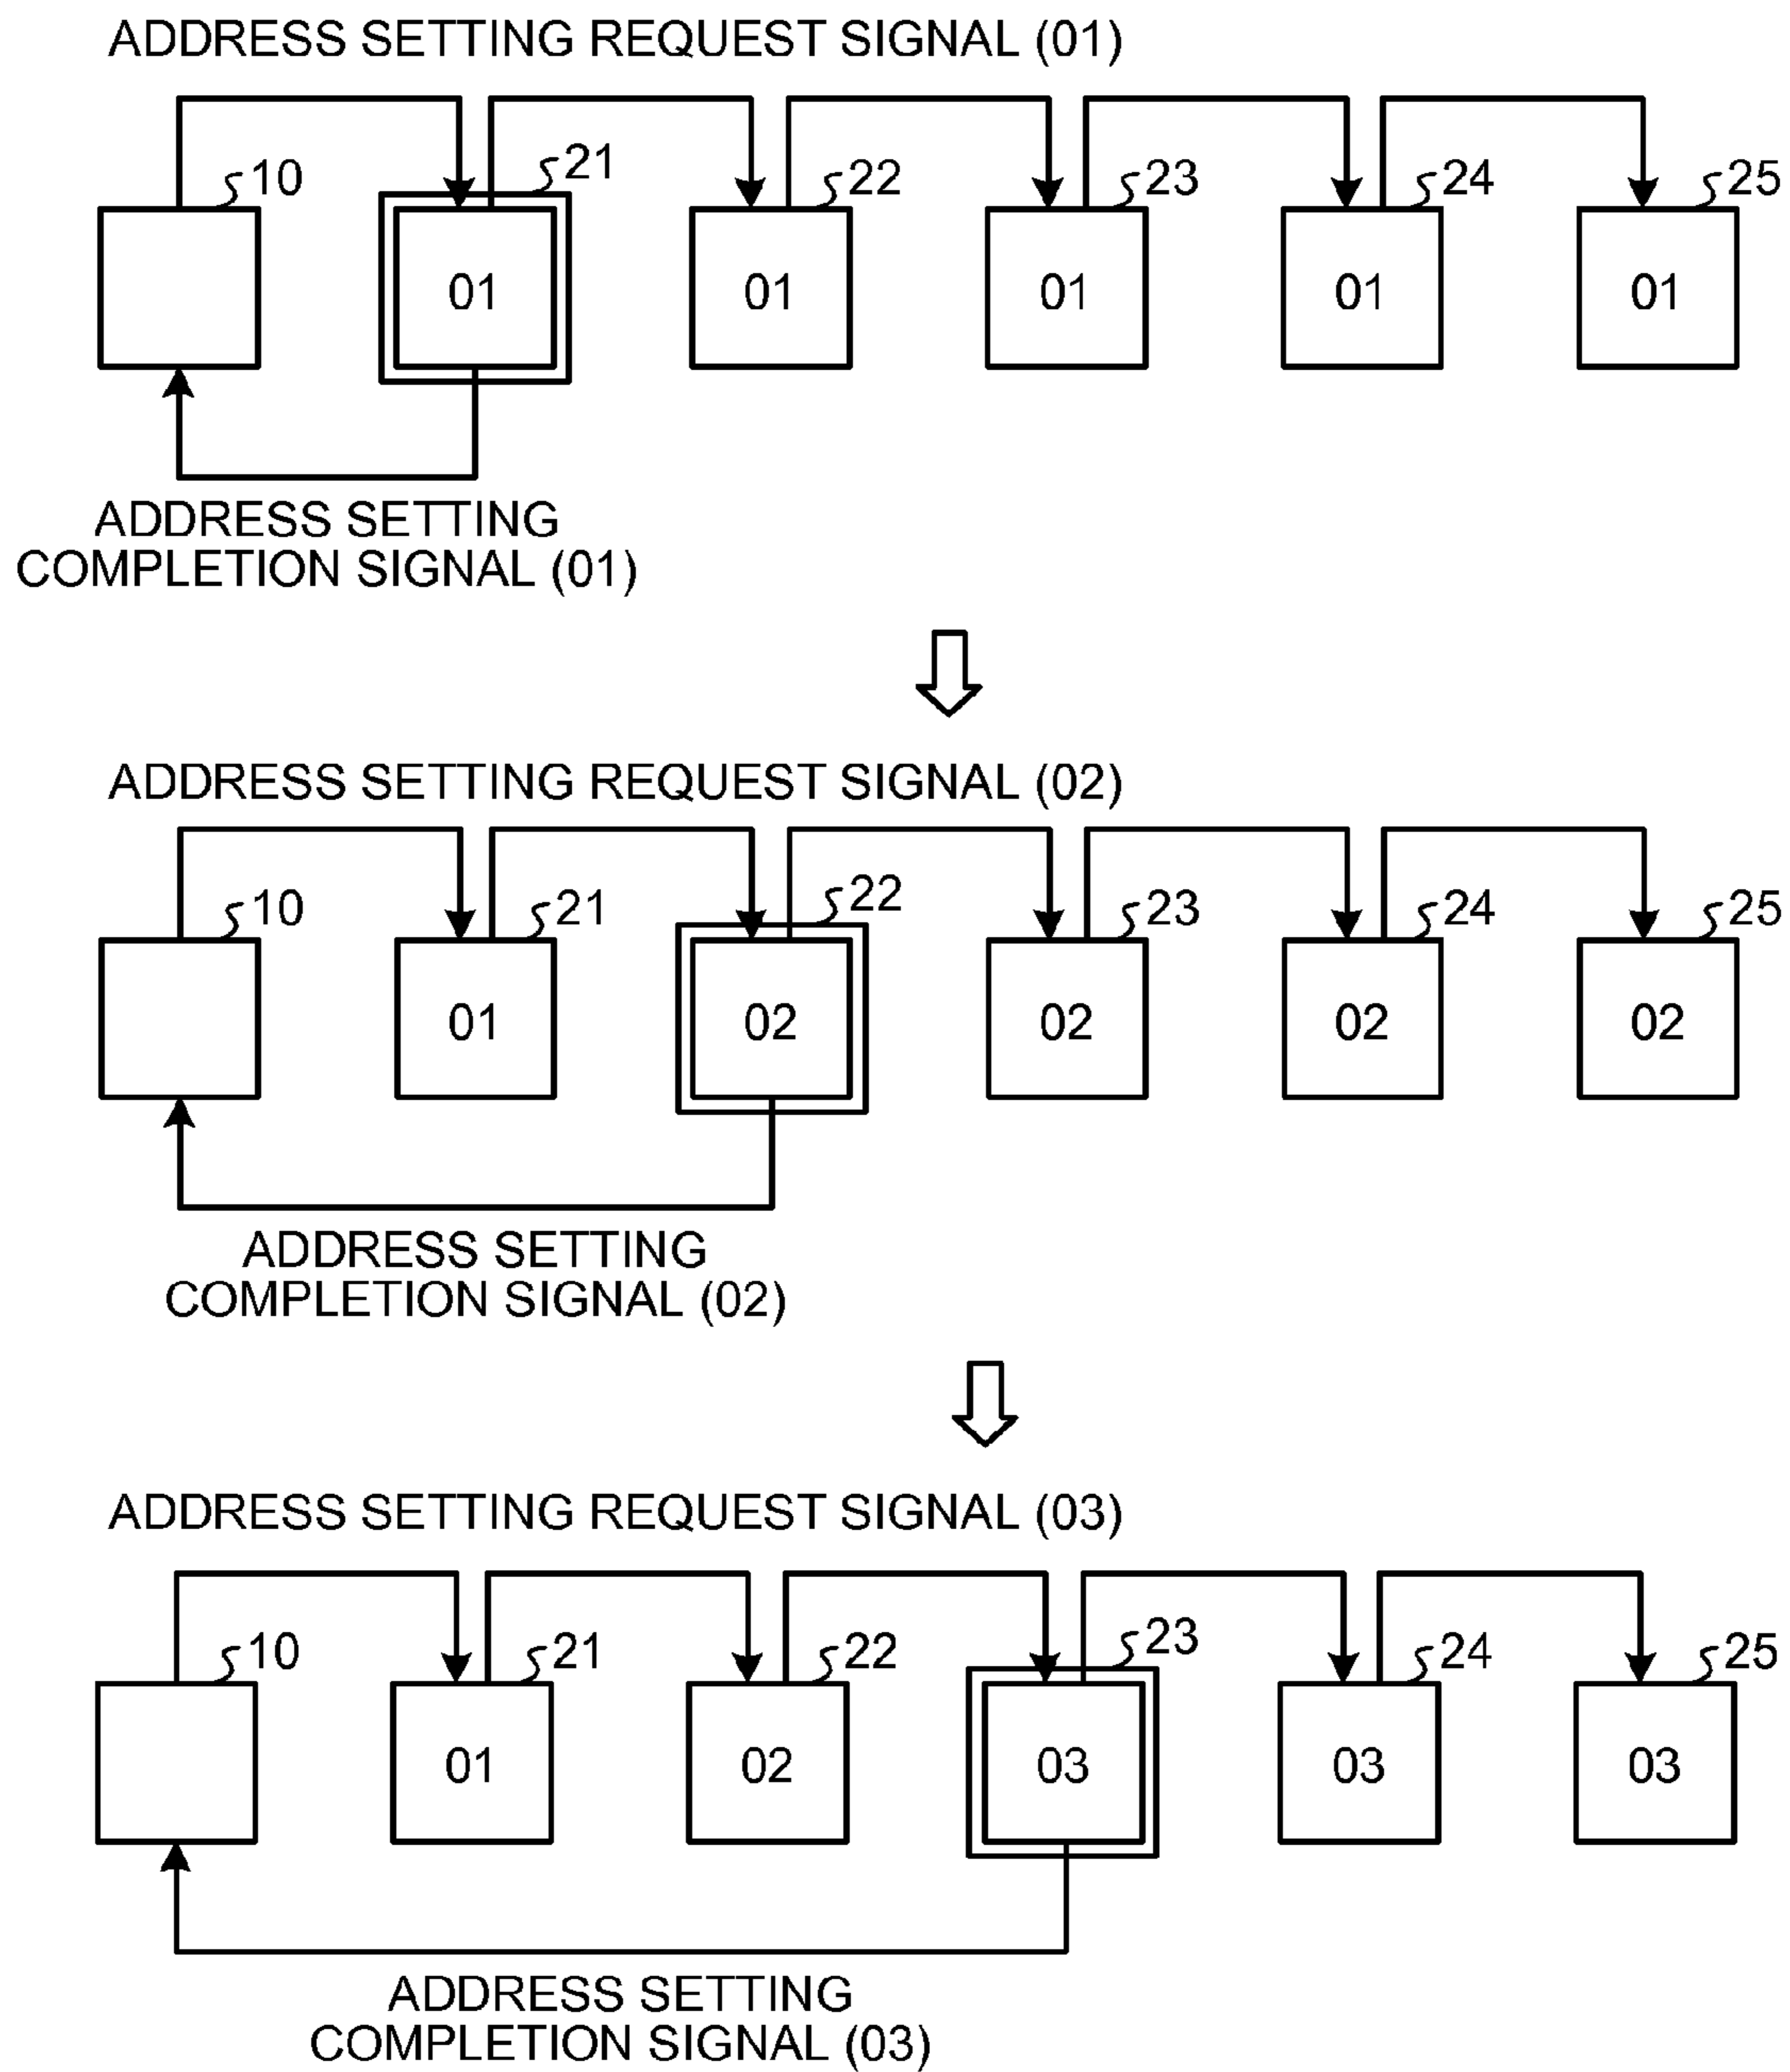 ADDRESS SETTING REQUEST SIGNAL (01)
10 21 22 23 24 25
01 01 01 01 01
ADDRESS SETTING
COMPLETION SIGNAL (01)
ADDRESS SETTING REQUEST SIGNAL (02)
10 21 22 23 24 25
01 02 02 02 02
ADDRESS SETTING
COMPLETION SIGNAL (02)
ADDRESS SETTING REQUEST SIGNAL (03)
10 21 22 23 24 25
01 02 03 03 03
ADDRESS SETTING
COMPLETION SIGNAL (03)